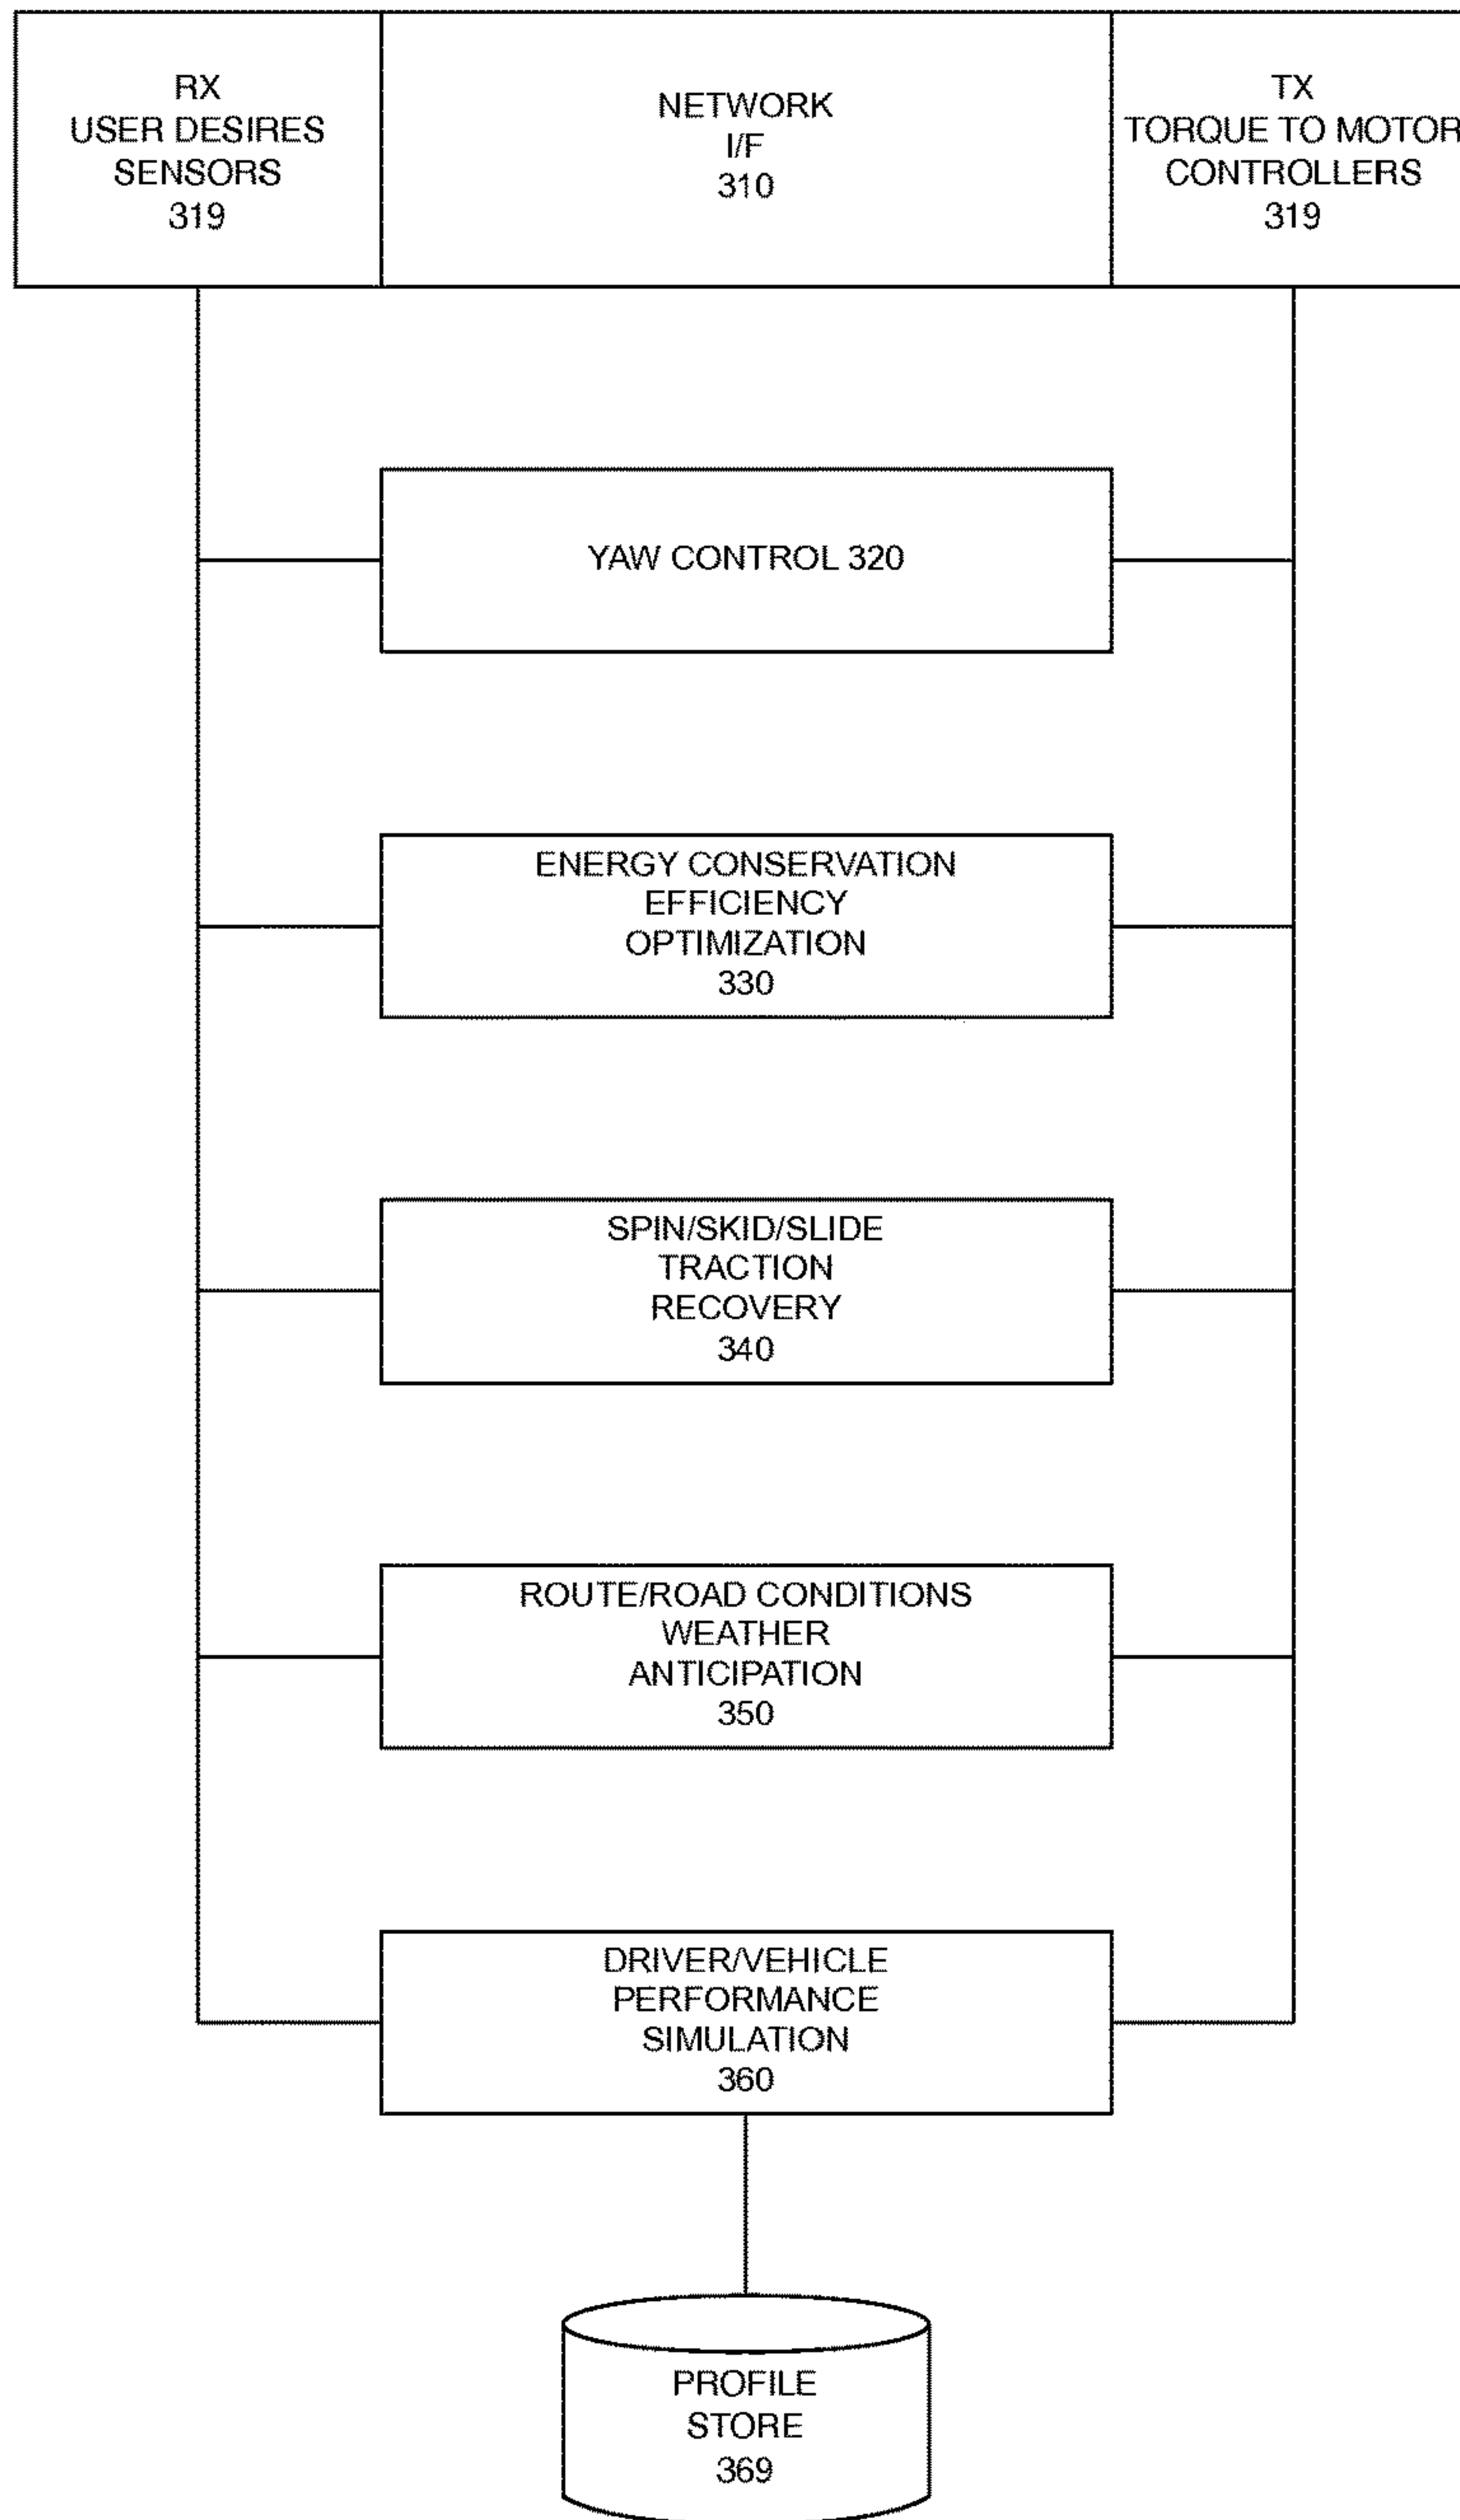 RX
USER DESIRES
SENSORS
319
NETWORK
I/F
310
TX
TORQUE TO MOTOR
CONTROLLERS
319
YAW CONTROL 320
ENERGY CONSERVATION
EFFICIENCY
OPTIMIZATION
330
SPIN/SKID/SLIDE
TRACTION
RECOVERY
340
ROUTE/ROAD CONDITIONS
WEATHER
ANTICIPATION
350
DRIVER/VEHICLE
PERFORMANCE
SIMULATION
360
PROFILE
STORE
369